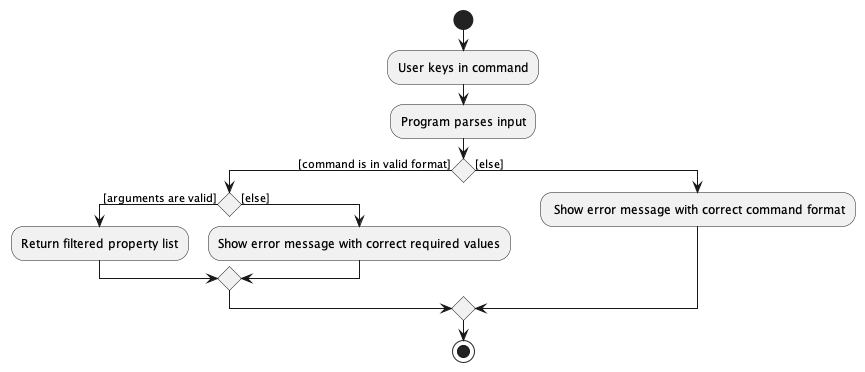 User keys in command
Program parses input
[command is in valid format]
[else]
[arguments are valid]
[else]
Return filtered property list
Show error message with correct required values
Show error message with correct command format